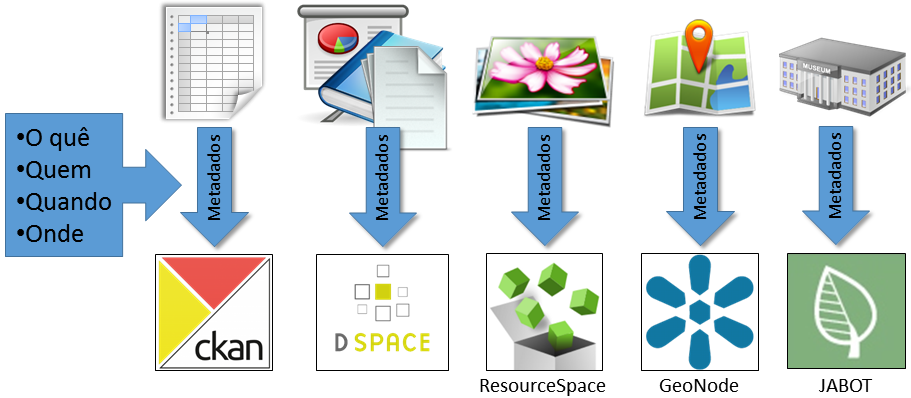 MUSEUM
•O quê
•Quem
•Quando
•Onde
Metadados
Metadados
Metadados
Metadados
Metadados
ckan
D SPACE
ResourceSpace
GeoNode
JABOT